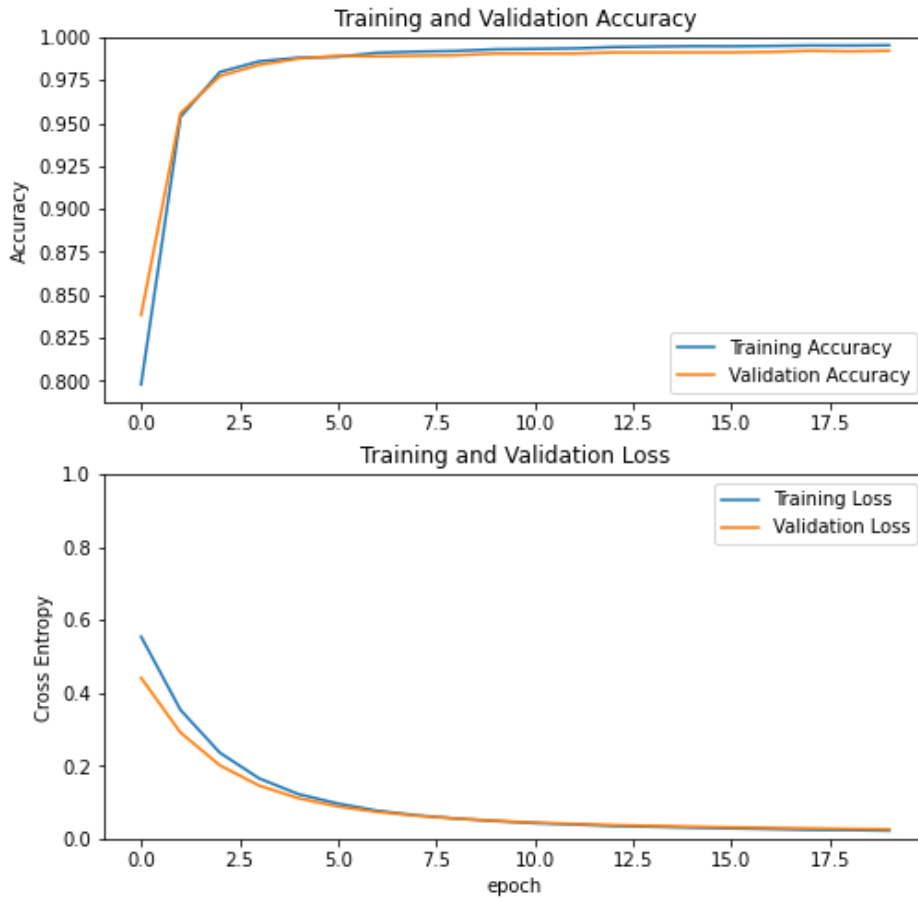 Training and Validation Accuracy
1.000
0.975
0.950
0.925
0.900
0.875
0.850
0.825
0.800
Accuracy
Training Accuracy
Validation Accuracy
0.0 2.5 5.0 7.5 10.0 12.5 15.0 17.5
Training and Validation Loss
1.0
0.8
0.6
0.4
0.2
0.0
Cross Entropy
Training Loss
Validation Loss
0.0 2.5 5.0 7.5 10.0 12.5 15.0 17.5
epoch